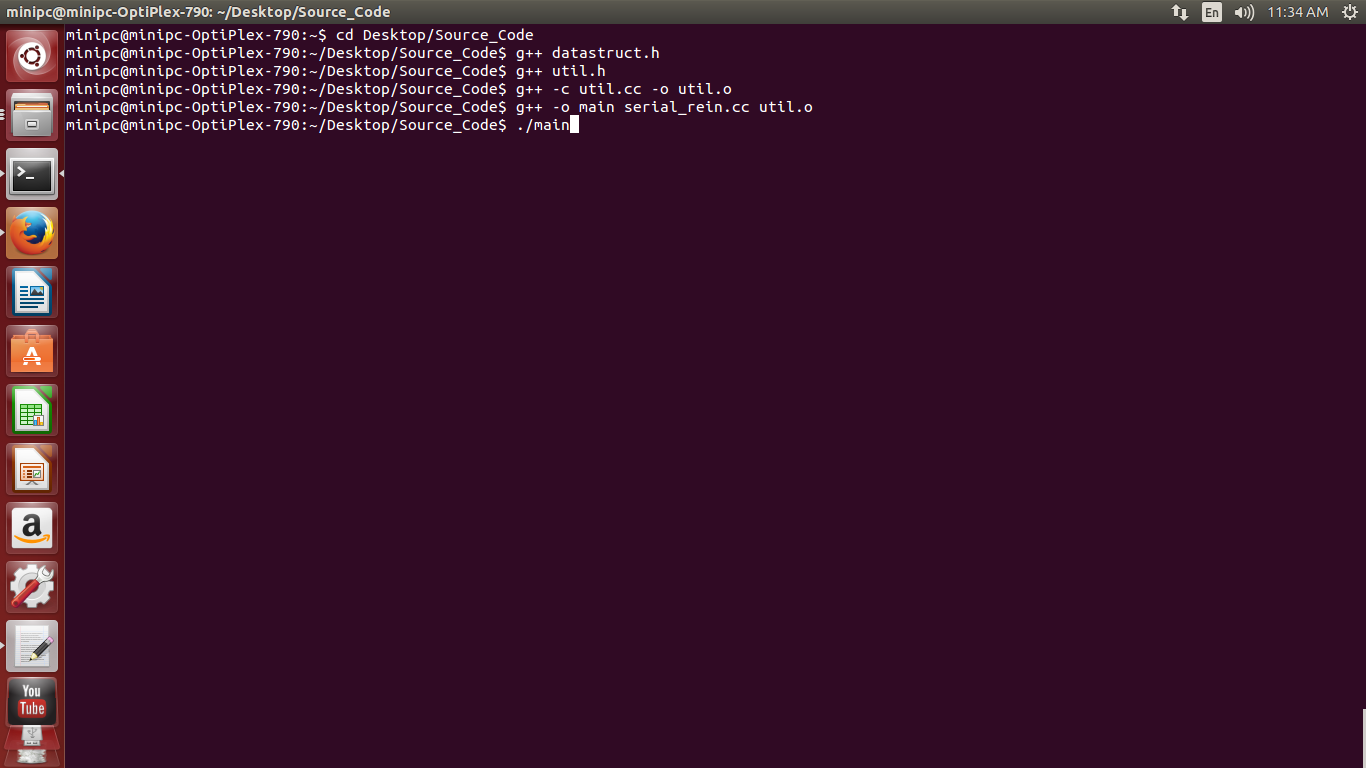 minipc@minipc-OptiPlex-790: ~/Desktop/Source_Code
En
11:34 AM
minipc@minipc-OptiPlex-790:~$ cd Desktop/Source_Code
minipc@minipc-OptiPlex-790:~/Desktop/Source_Code$ g++ datastruct.h
minipc@minipc-OptiPlex-790:~/Desktop/Source_Code$ g++ util.h
minipc@minipc-OptiPlex-790:~/Desktop/Source_Code$ g++ -c util.cc -o util.o
minipc@minipc-OptiPlex-790:~/Desktop/Source_Code$ g++ -o main serial_rein.cc util.o
minipc@minipc-OptiPlex-790:~/Desktop/Source_Code$ ./main
>_
A
a
You
Tube